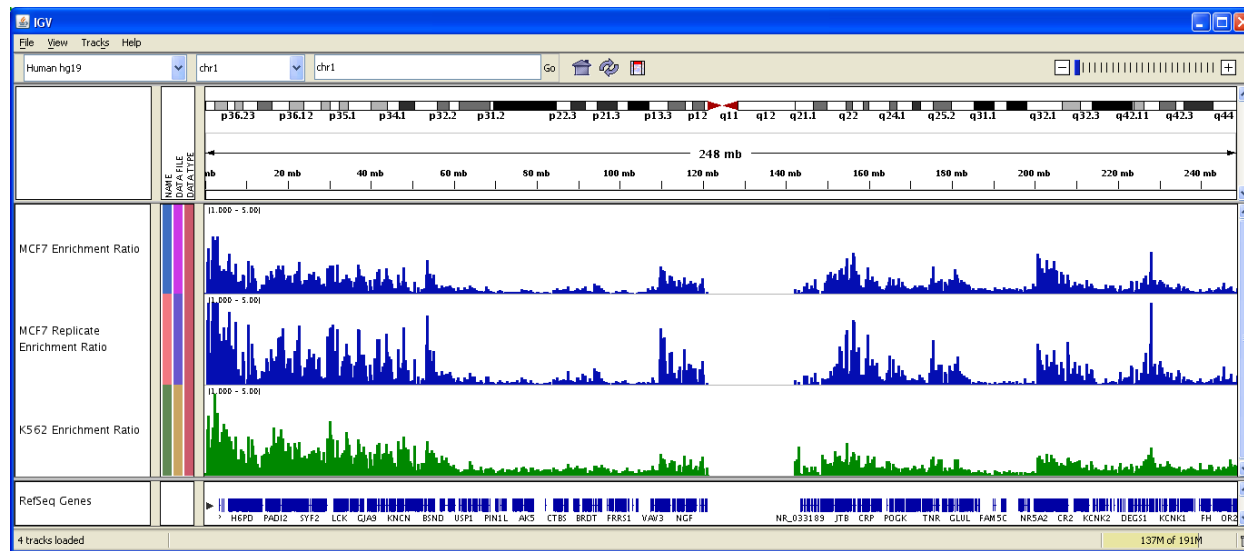 IGV
File View Tracks Help
Human hg19 chr1 chr1 Go
p36.23 p36.12 p35.1 p34.1 p32.2 p31.2 p22.3 p21.3 p13.3 p12 q11 q12 q21.1 q22 q24.1 q25.2 q31.1 q32.1 q32.3 q42.11 q42.3 q44
248 mb
NAME
DATA FILE
DATA TYPE
mb 20 mb 40 mb 60 mb 80 mb 100 mb 120 mb 140 mb 160 mb 180 mb 200 mb 220 mb 240 mb
[1.000 - 5.00]
MCF7 Enrichment Ratio
[1.000 - 5.00]
MCF7 Replicate
Enrichment Ratio
[1.000 - 5.00]
K562 Enrichment Ratio
RefSeq Genes
H6PD PADI2 SYF2 LCK GJA9 KNCN BSND USP1 PIN1L AK5 CTBS BRDT FRRS1 VAV3 NGF NR_033189 JTB CRP POGK TNR GLUL FAM5C NR5A2 CR2 KCNK2 DEGS1 KCNK1 FH OR2
4 tracks loaded 137M of 191M